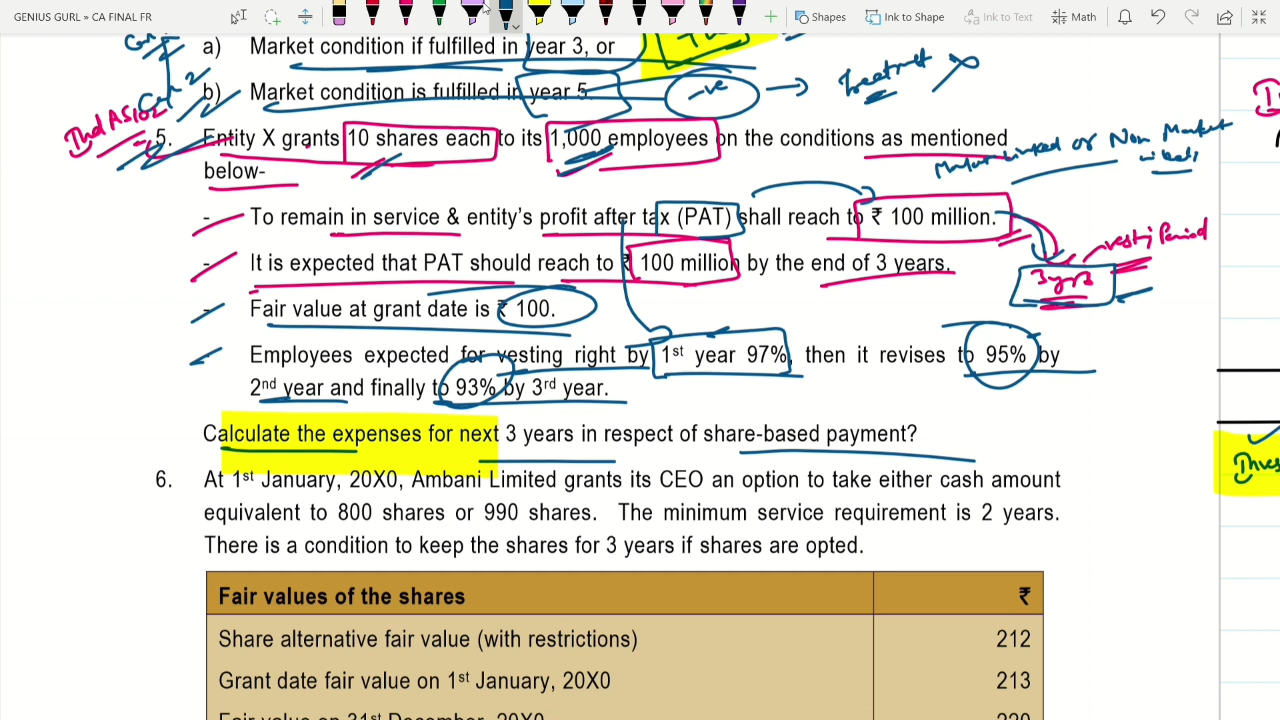 GENIUS GURL » CA FINAL FR
Shapes Ink to Shape Ink to Text Math
a) Market condition if fulfilled in year 3, or
b) Market condition is fulfilled in year 5.
-ve
Ind AS 102
5. Entity X grants 10 shares each to its 1,000 employees on the conditions as mentioned
below-
Market linked or Non Market
- To remain in service & entity's profit after tax (PAT) shall reach to ₹ 100 million.
vesting Period
- It is expected that PAT should reach to ₹ 100 million by the end of 3 years.
3 yrs
- Fair value at grant date is ₹ 100.
- Employees expected for vesting right by 1st year 97%, then it revises to 95% by
2nd year and finally to 93% by 3rd year.
Calculate the expenses for next 3 years in respect of share-based payment?
6. At 1st January, 20X0, Ambani Limited grants its CEO an option to take either cash amount
equivalent to 800 shares or 990 shares. The minimum service requirement is 2 years.
There is a condition to keep the shares for 3 years if shares are opted.
Fair values of the shares ₹
Share alternative fair value (with restrictions) 212
Grant date fair value on 1st January, 20X0 213
Fair value on 31st December, 20X0 220